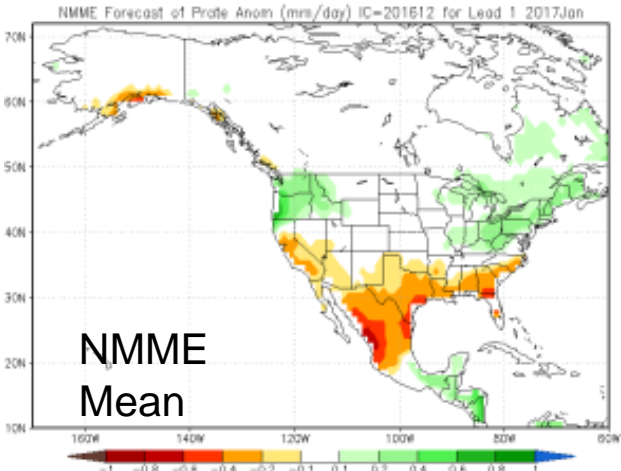 NMME Forecast of Prate Anom (mm/day) IC=201612 for Lead 1 2017Jan
70N
60N
50N
40N
30N
20N
10N
NMME
Mean
160W 140W 120W 100W 80W 60W
-1 -0.8 -0.6 -0.4 -0.2 -0.1 0.1 0.2 0.4 0.6 0.8 1